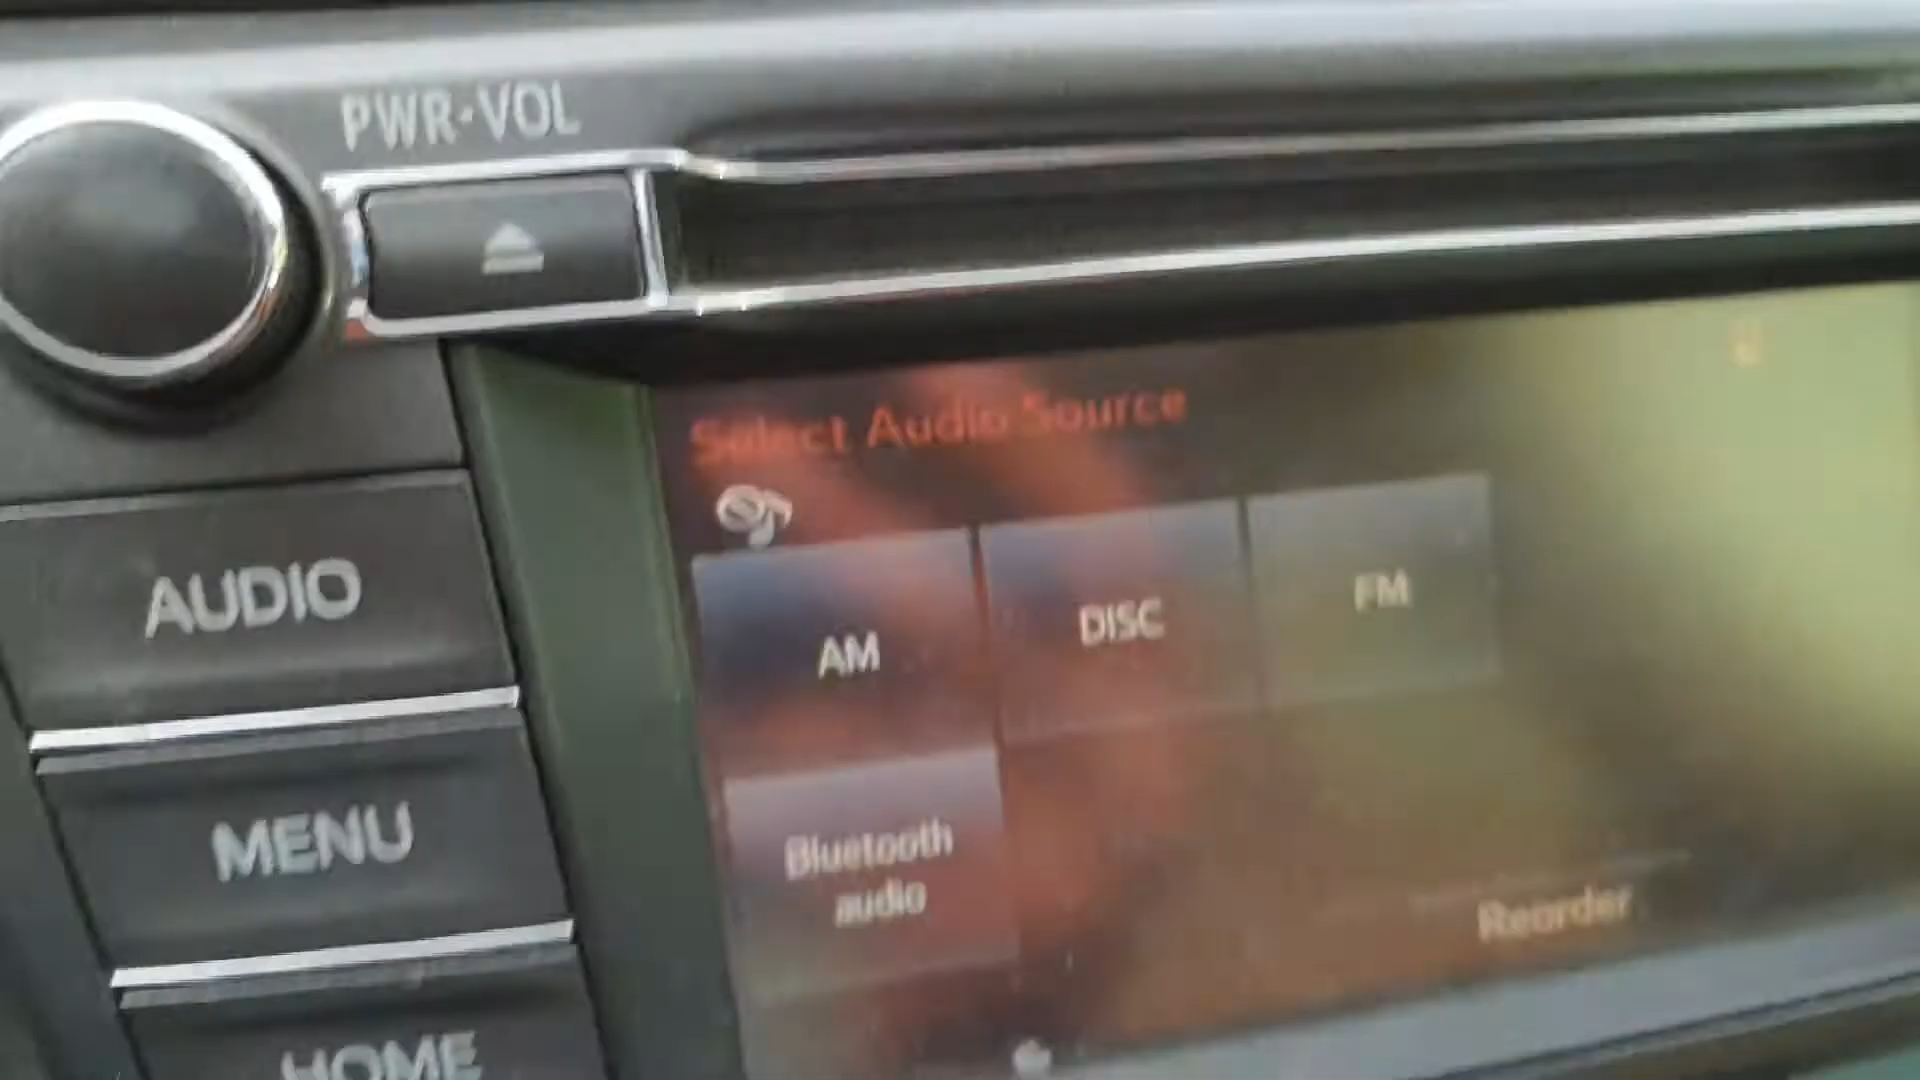 PWR·VOL
AUDIO
MENU
HOME
Select Audio Source
AM
DISC
FM
Bluetooth
audio
Reorder